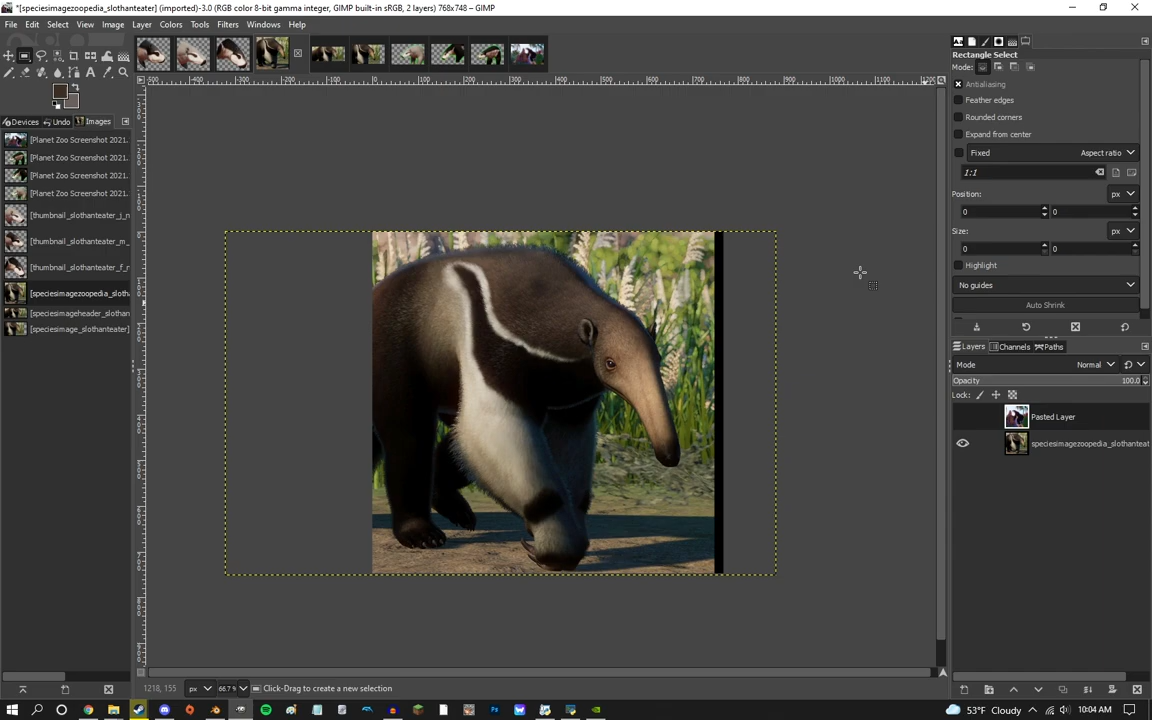 *[speciesimagezoopedia_slothanteater] (imported)-3.0 (RGB color 8-bit gamma integer, GIMP built-in sRGB, 2 layers) 768x748 – GIMP
File Edit Select View Image Layer Colors Tools Filters Windows Help
Devices Undo Images
[Planet Zoo Screenshot 2021.
[Planet Zoo Screenshot 2021.
[Planet Zoo Screenshot 2021.
[Planet Zoo Screenshot 2021.
[thumbnail_slothanteater_j_n
[thumbnail_slothanteater_m_
[thumbnail_slothanteater_f_n
[speciesimagezoopedia_sloth
[speciesimageheader_slothan
[speciesimage_slothanteater]
Rectangle Select
Mode:
Antialiasing
Feather edges
Rounded corners
Expand from center
Fixed Aspect ratio
1:1
Position: px
0 0
Size: px
0 0
Highlight
No guides
Auto Shrink
Layers Channels Paths
Mode Normal
Opacity 100.0
Lock:
Pasted Layer
speciesimagezoopedia_slothanteat
1218, 155 px 66.7 % Click-Drag to create a new selection
53°F Cloudy 10:04 AM